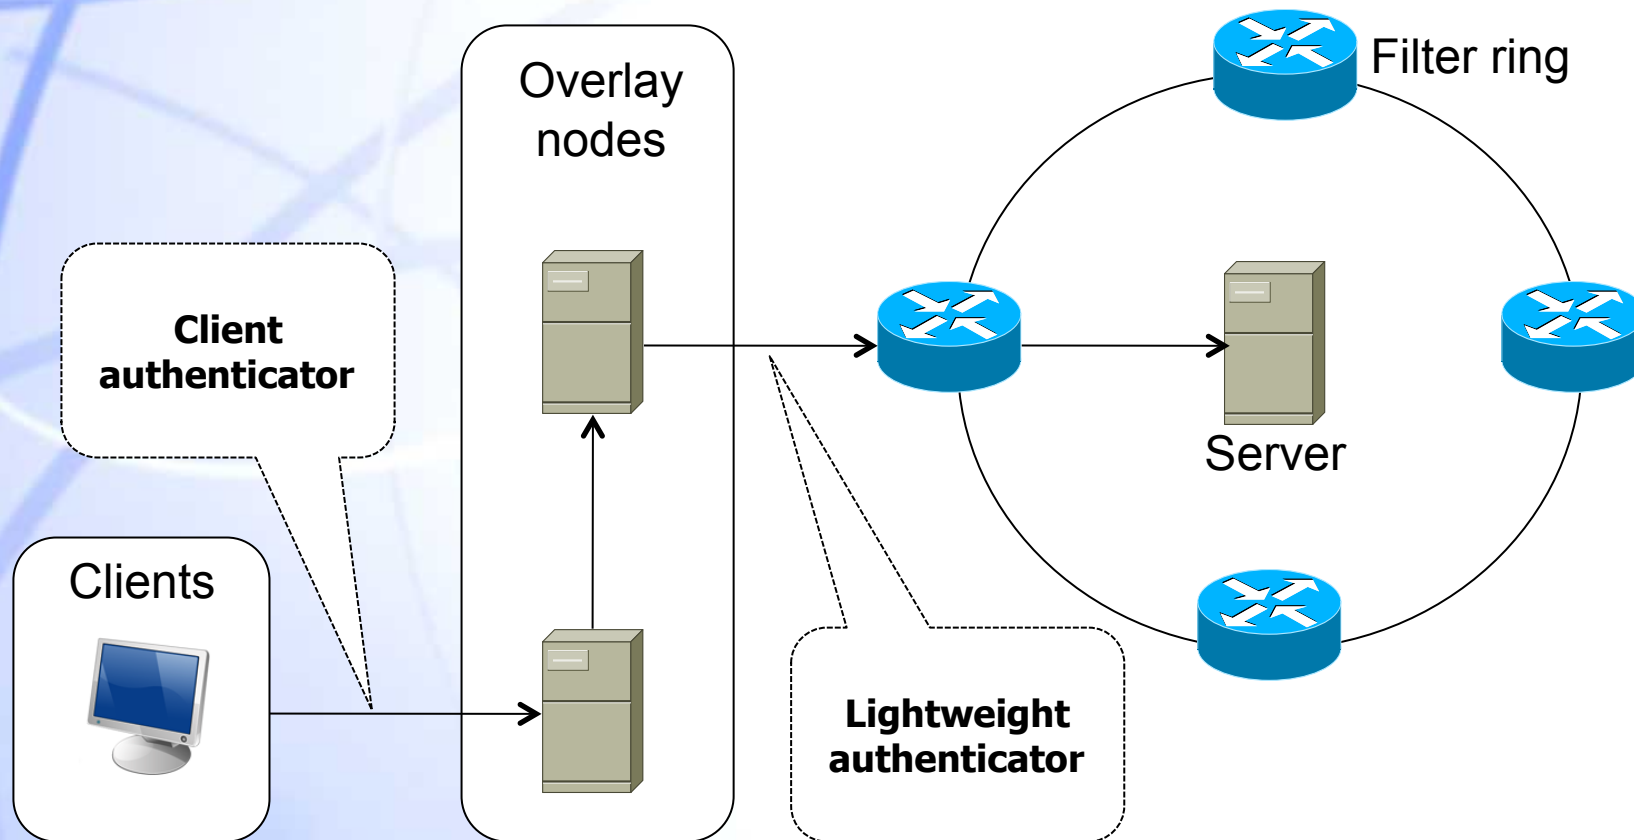 Overlay
nodes
Filter ring
Client
authenticator
Server
Clients
Lightweight
authenticator